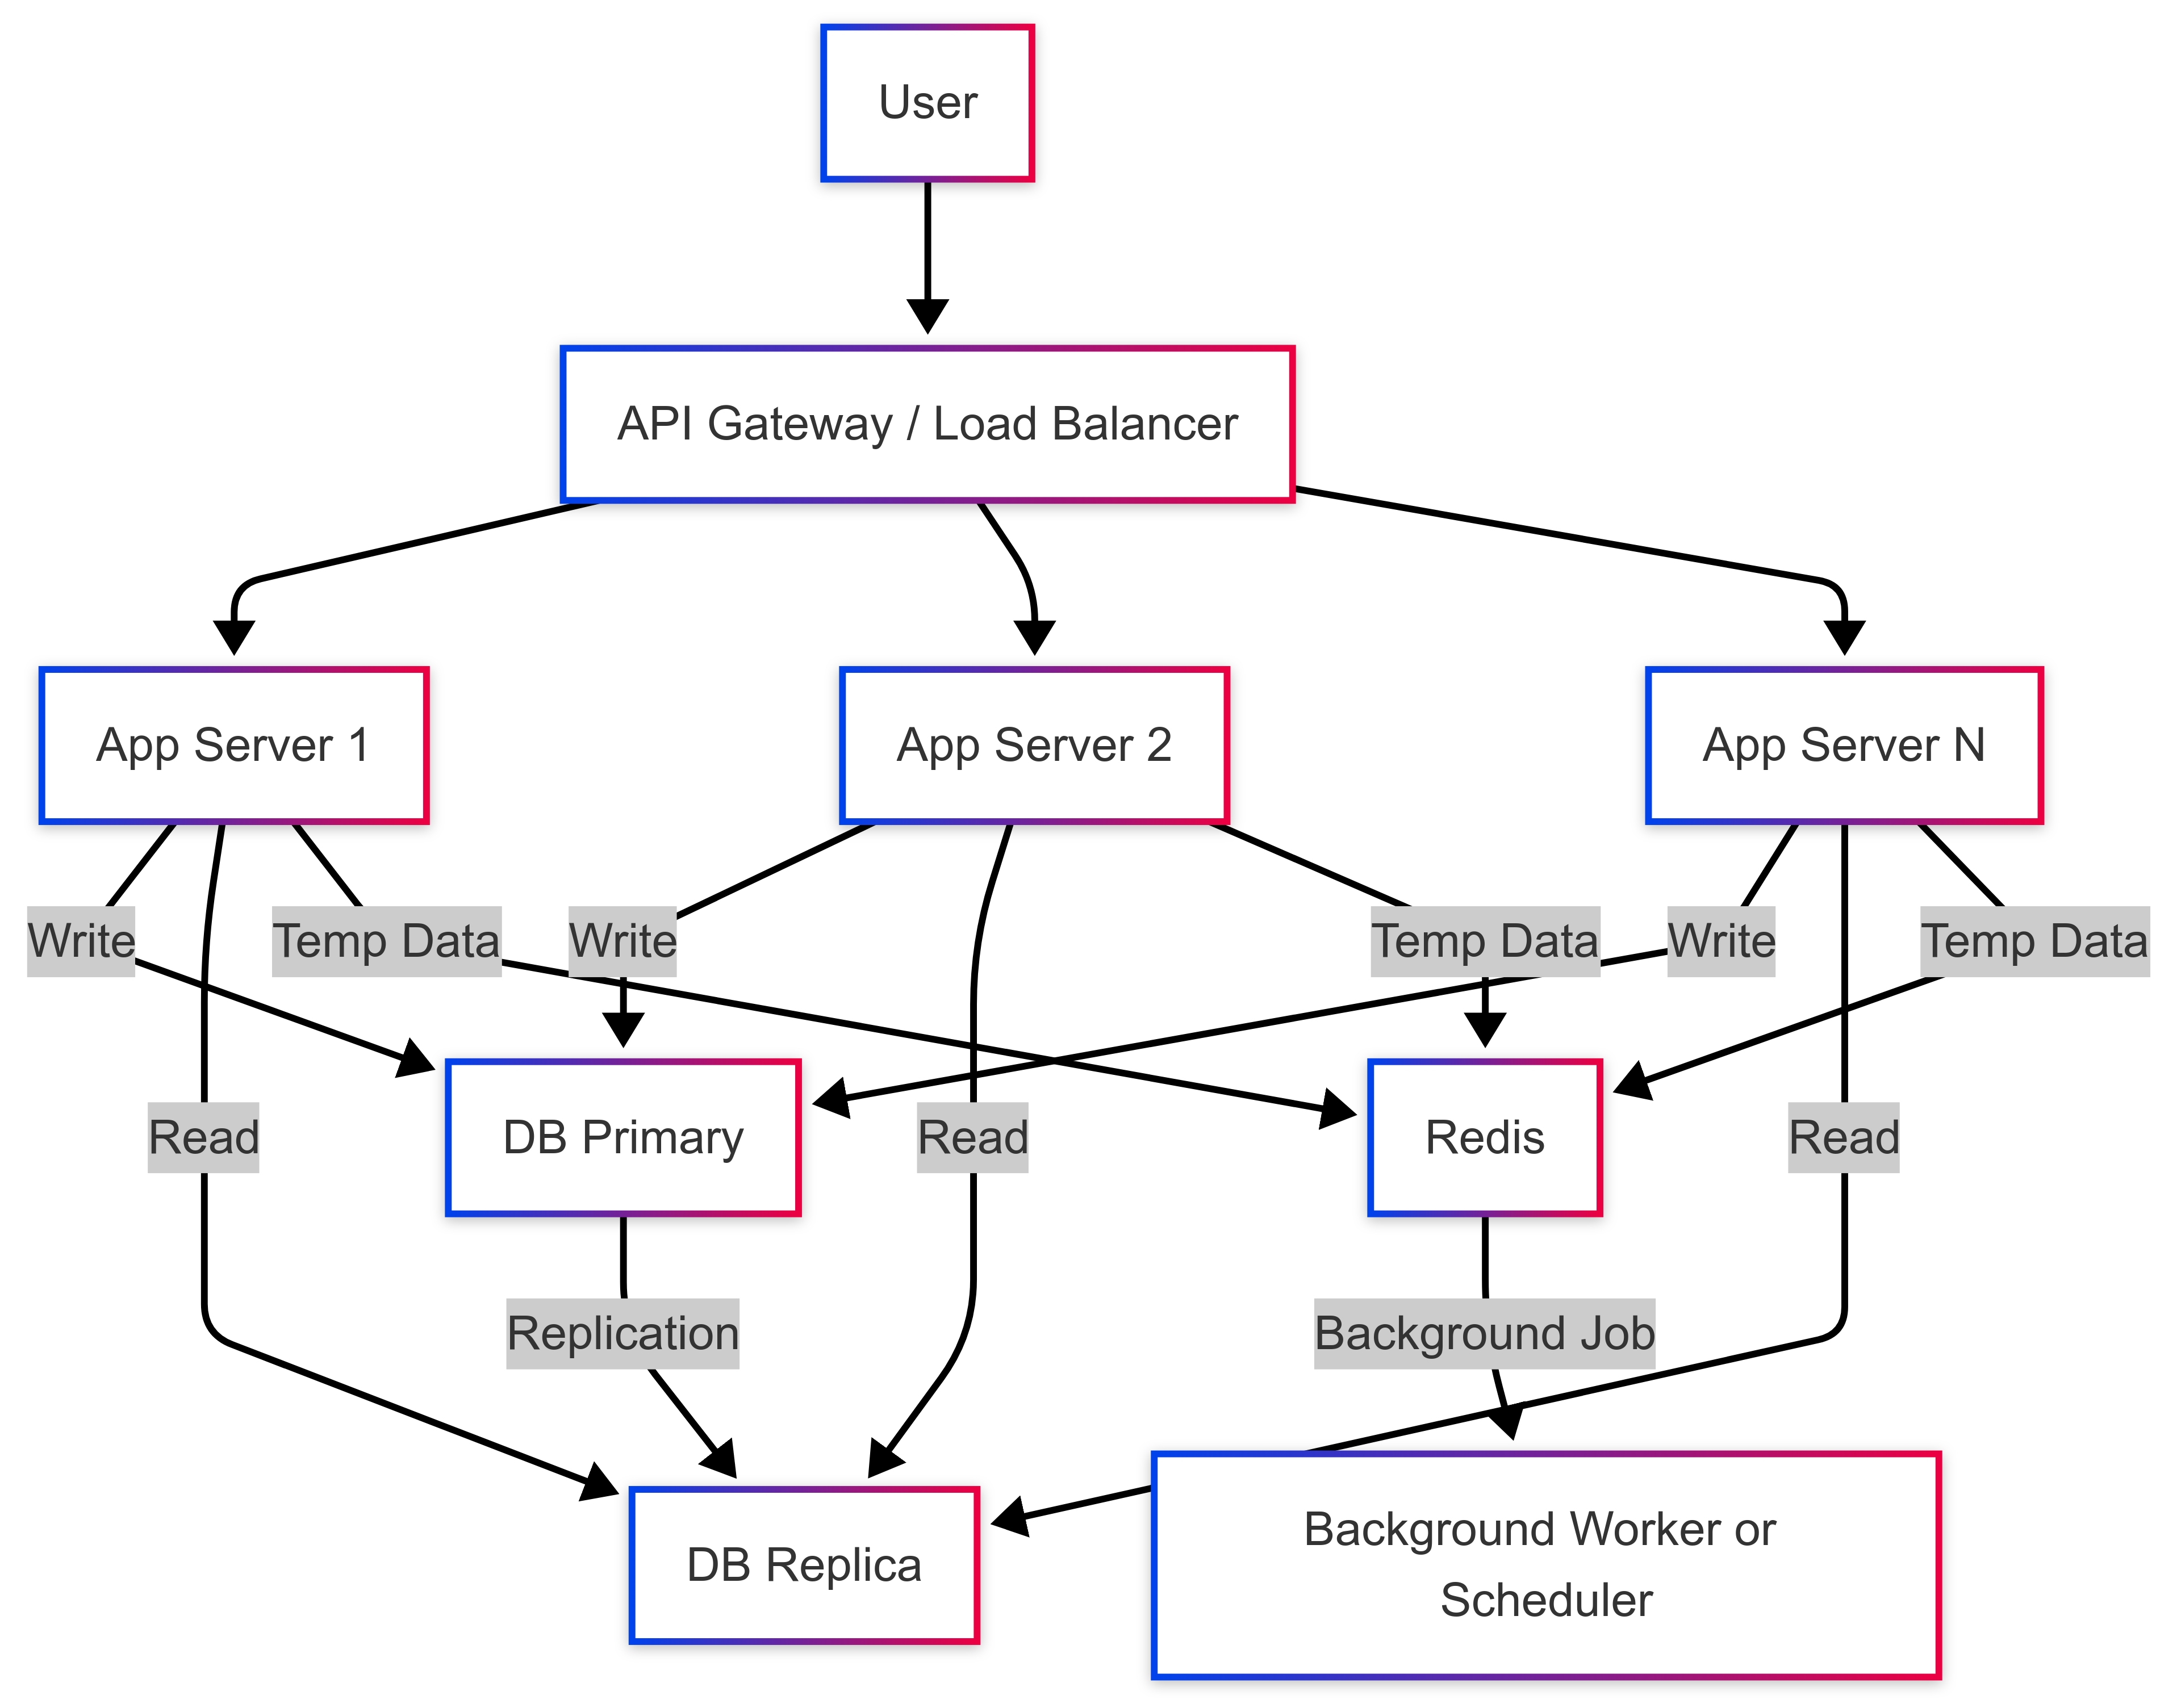 User
API Gateway / Load Balancer
App Server 1
App Server 2
App Server N
Write
Temp Data
Write
Temp Data
Write
Temp Data
Read
DB Primary
Read
Redis
Read
Replication
Background Job
DB Replica
Background Worker or
Scheduler